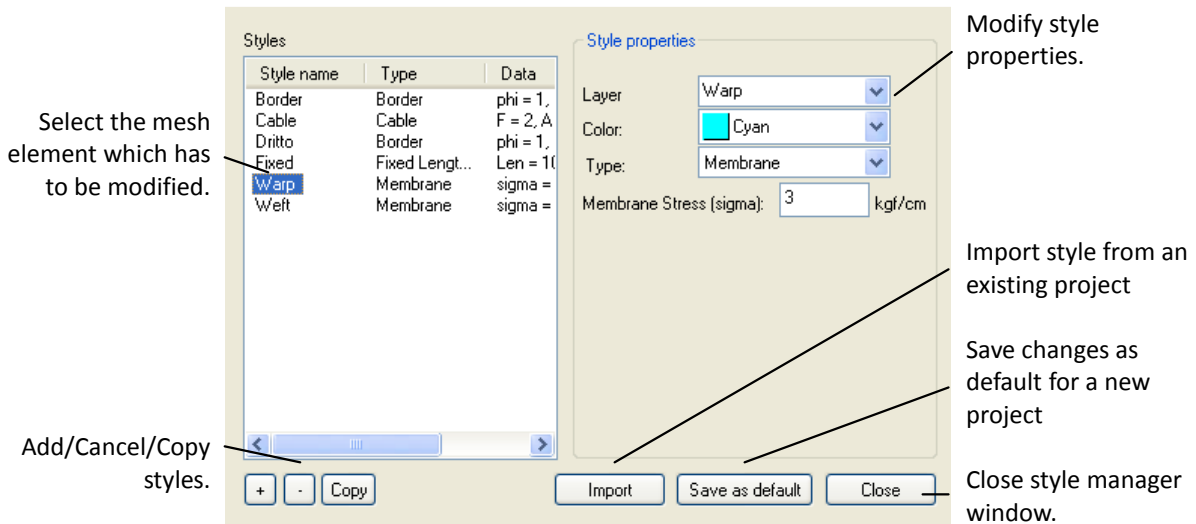 Select the mesh
element which has
to be modified.
Add/Cancel/Copy
styles.
Styles
Style name Type Data
Border Border phi = 1,
Cable Cable F = 2, A
Dritto Border phi = 1,
Fixed Fixed Lengt... Len = 10
Warp Membrane sigma =
Weft Membrane sigma =
+ - Copy
Style properties
Layer Warp
Color: Cyan
Type: Membrane
Membrane Stress (sigma): 3 kgf/cm
Import Save as default Close
Modify style
properties.
Import style from an
existing project
Save changes as
default for a new
project
Close style manager
window.